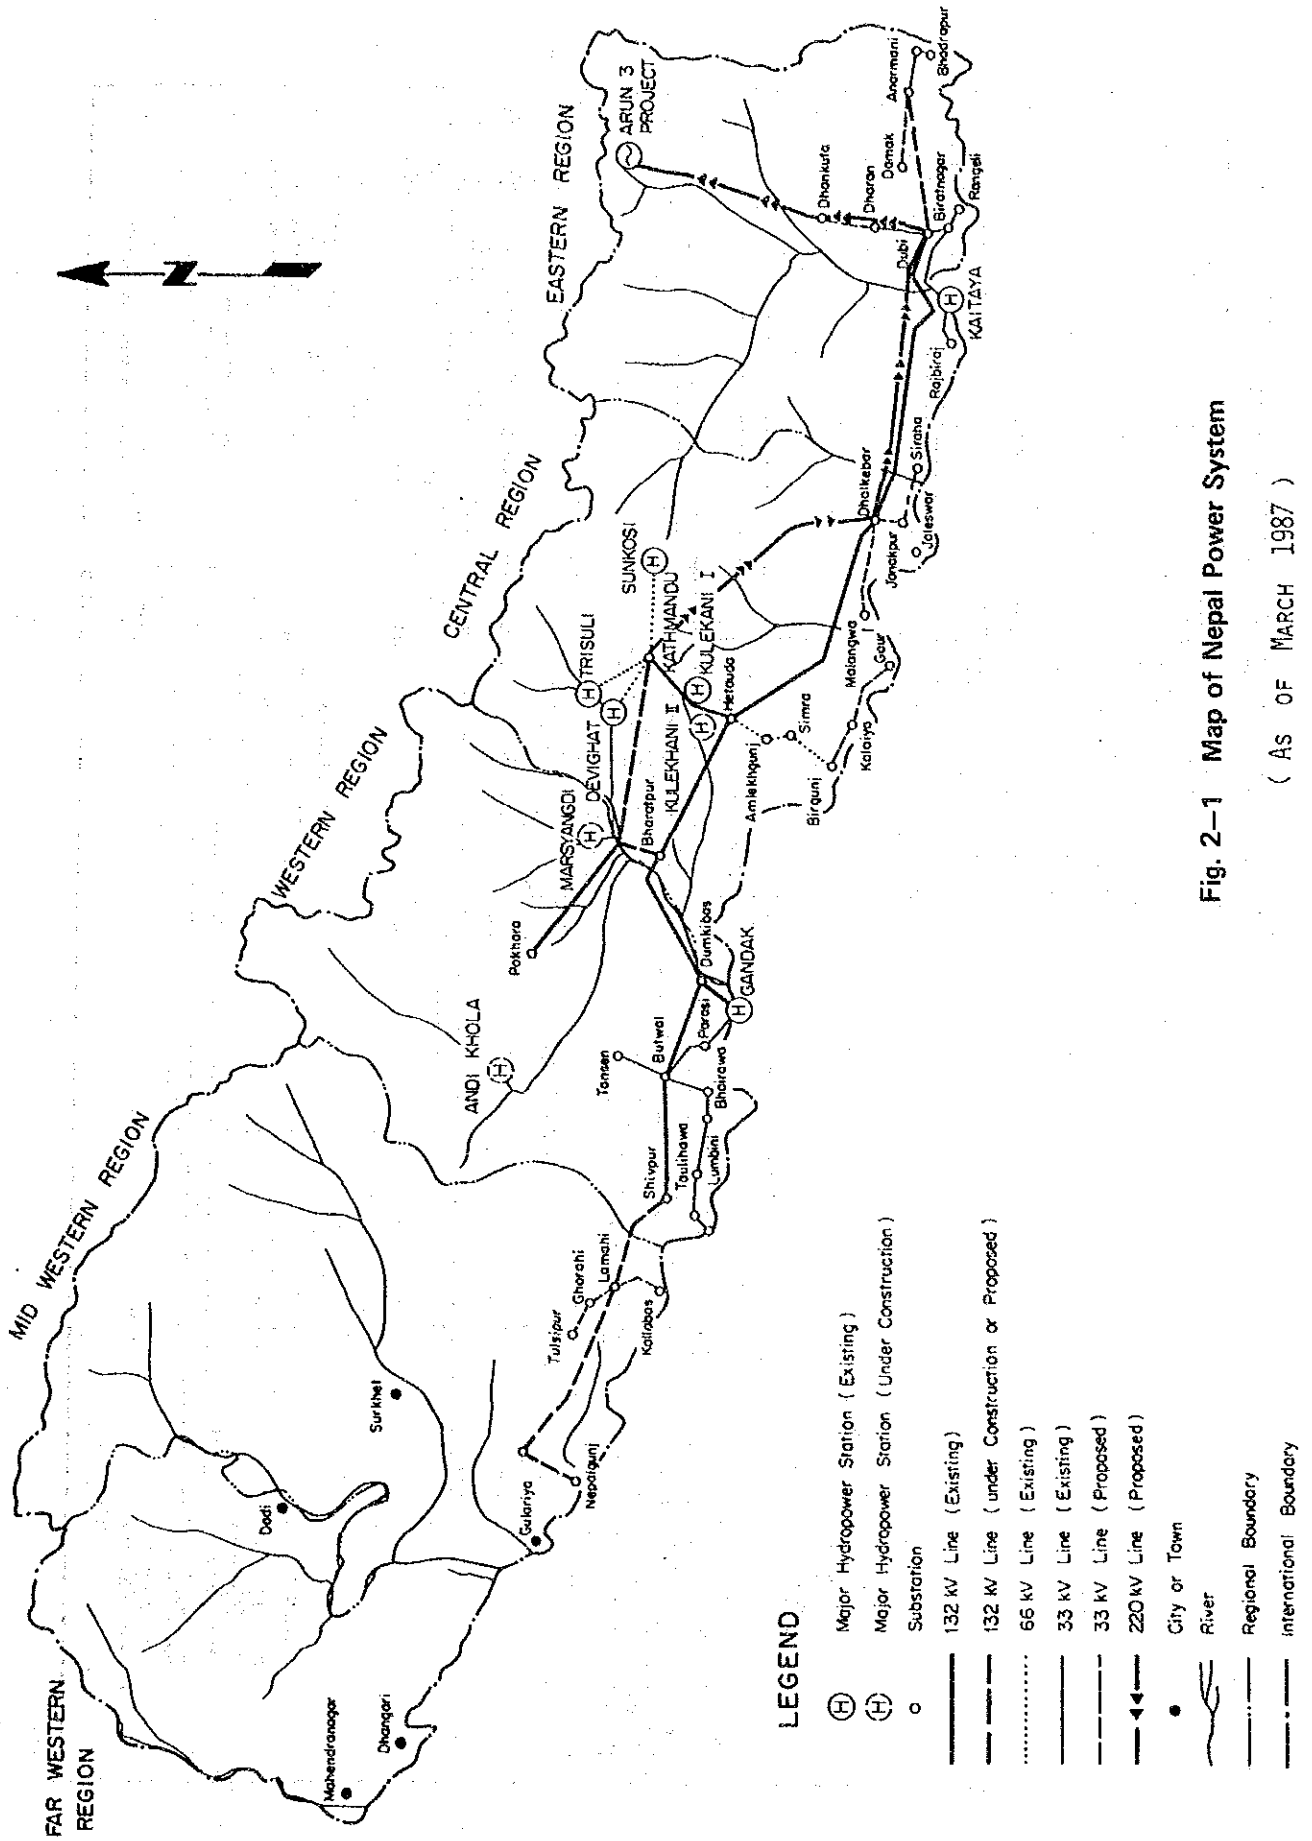 FAR WESTERN
REGION
MID WESTERN REGION
WESTERN REGION
CENTRAL REGION
EASTERN REGION
N
Mahendranagar
Dhangari
Dadi
Surkhet
Gulariya
Nepalgunj
Tulsipur
Ghorahi
Lamahi
Kallabas
Shivpur
Taulihawa
Lumbini
Bhairawa
Butwal
Tansen
Parasi
ANDI KHOLA
H
Pokhara
Dumkibas
H
GANDAK
MARSYANGDI
H
DEVIGHAT
H
H
TRISULI
Bharatpur
KULEKHANI II
H
H
KULEKANI I
KATHMANDU
SUNKOSI
H
Hetauda
Amlekhgunj
Simra
Birgunj
Kalaiya
Malangwa
Gaur
Dhalkebar
Janakpur
Jaleswar
Siraha
Rajbiraj
H
KAITAYA
Dubi
Biratnagar
Rangeli
Dharan
Dhankuta
Damak
Anarmani
Bhadrapur
ARUN 3
PROJECT
LEGEND
H Major Hydropower Station ( Existing )
H Major Hydropower Station ( Under Construction )
Substation
132 kV Line ( Existing )
132 kV Line ( under Construction or Proposed )
66 kV Line ( Existing )
33 kV Line ( Existing )
33 kV Line ( Proposed )
220 kV Line ( Proposed )
City or Town
River
Regional Boundary
International Boundary
Fig. 2–1 Map of Nepal Power System
( As OF MARCH 1987 )